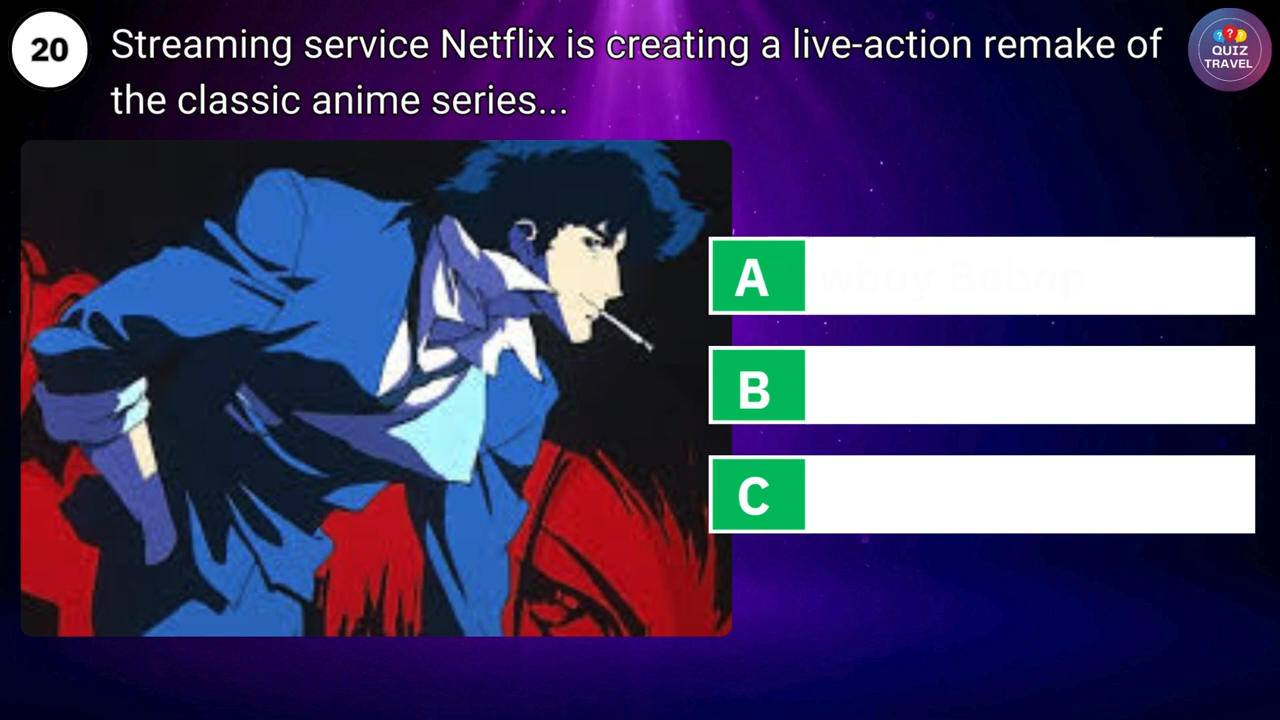 20
Streaming service Netflix is creating a live-action remake of
the classic anime series...
? ? ?
QUIZ
TRAVEL
A
B
C